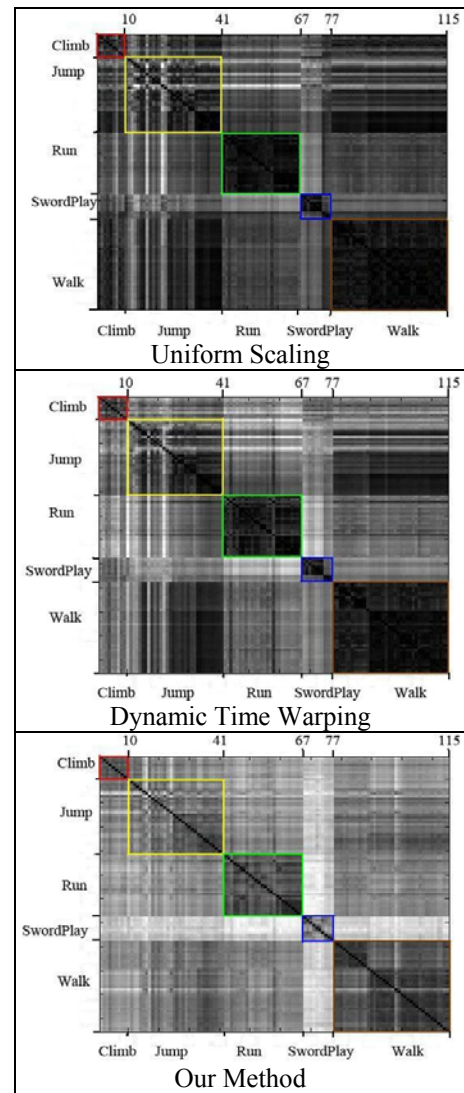 10 41 67 77 115
Climb
Jump
Run
SwordPlay
Walk
Climb Jump Run SwordPlay Walk
Uniform Scaling
10 41 67 77 115
Climb
Jump
Run
SwordPlay
Walk
Climb Jump Run SwordPlay Walk
Dynamic Time Warping
10 41 67 77 115
Climb
Jump
Run
SwordPlay
Walk
Climb Jump Run SwordPlay Walk
Our Method